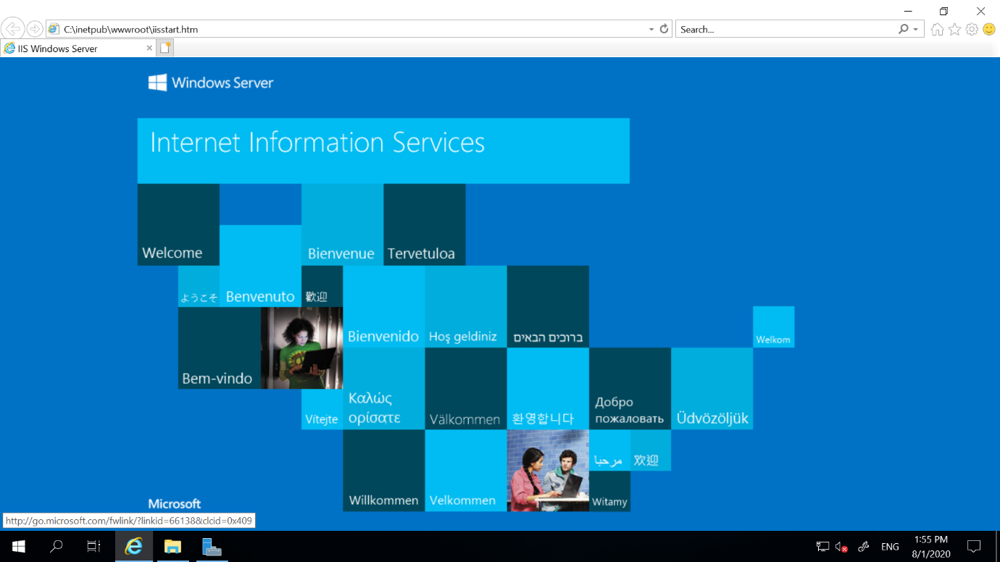 C:\inetpub\wwwroot\iisstart.htm
Search...
IIS Windows Server
Windows Server
Internet Information Services
Welcome
Bienvenue
Tervetuloa
ようこそ
Benvenuto
歡迎
Bienvenido
Hoş geldiniz
ברוכים הבאים
Welkom
Bem-vindo
Vítejte
Καλώς
ορίσατε
Välkommen
환영합니다
Добро
пожаловать
Üdvözöljük
مرحبا
欢迎
Willkommen
Velkommen
Witamy
Microsoft
http://go.microsoft.com/fwlink/?linkid=66138&clcid=0x409
ENG
1:55 PM
8/1/2020